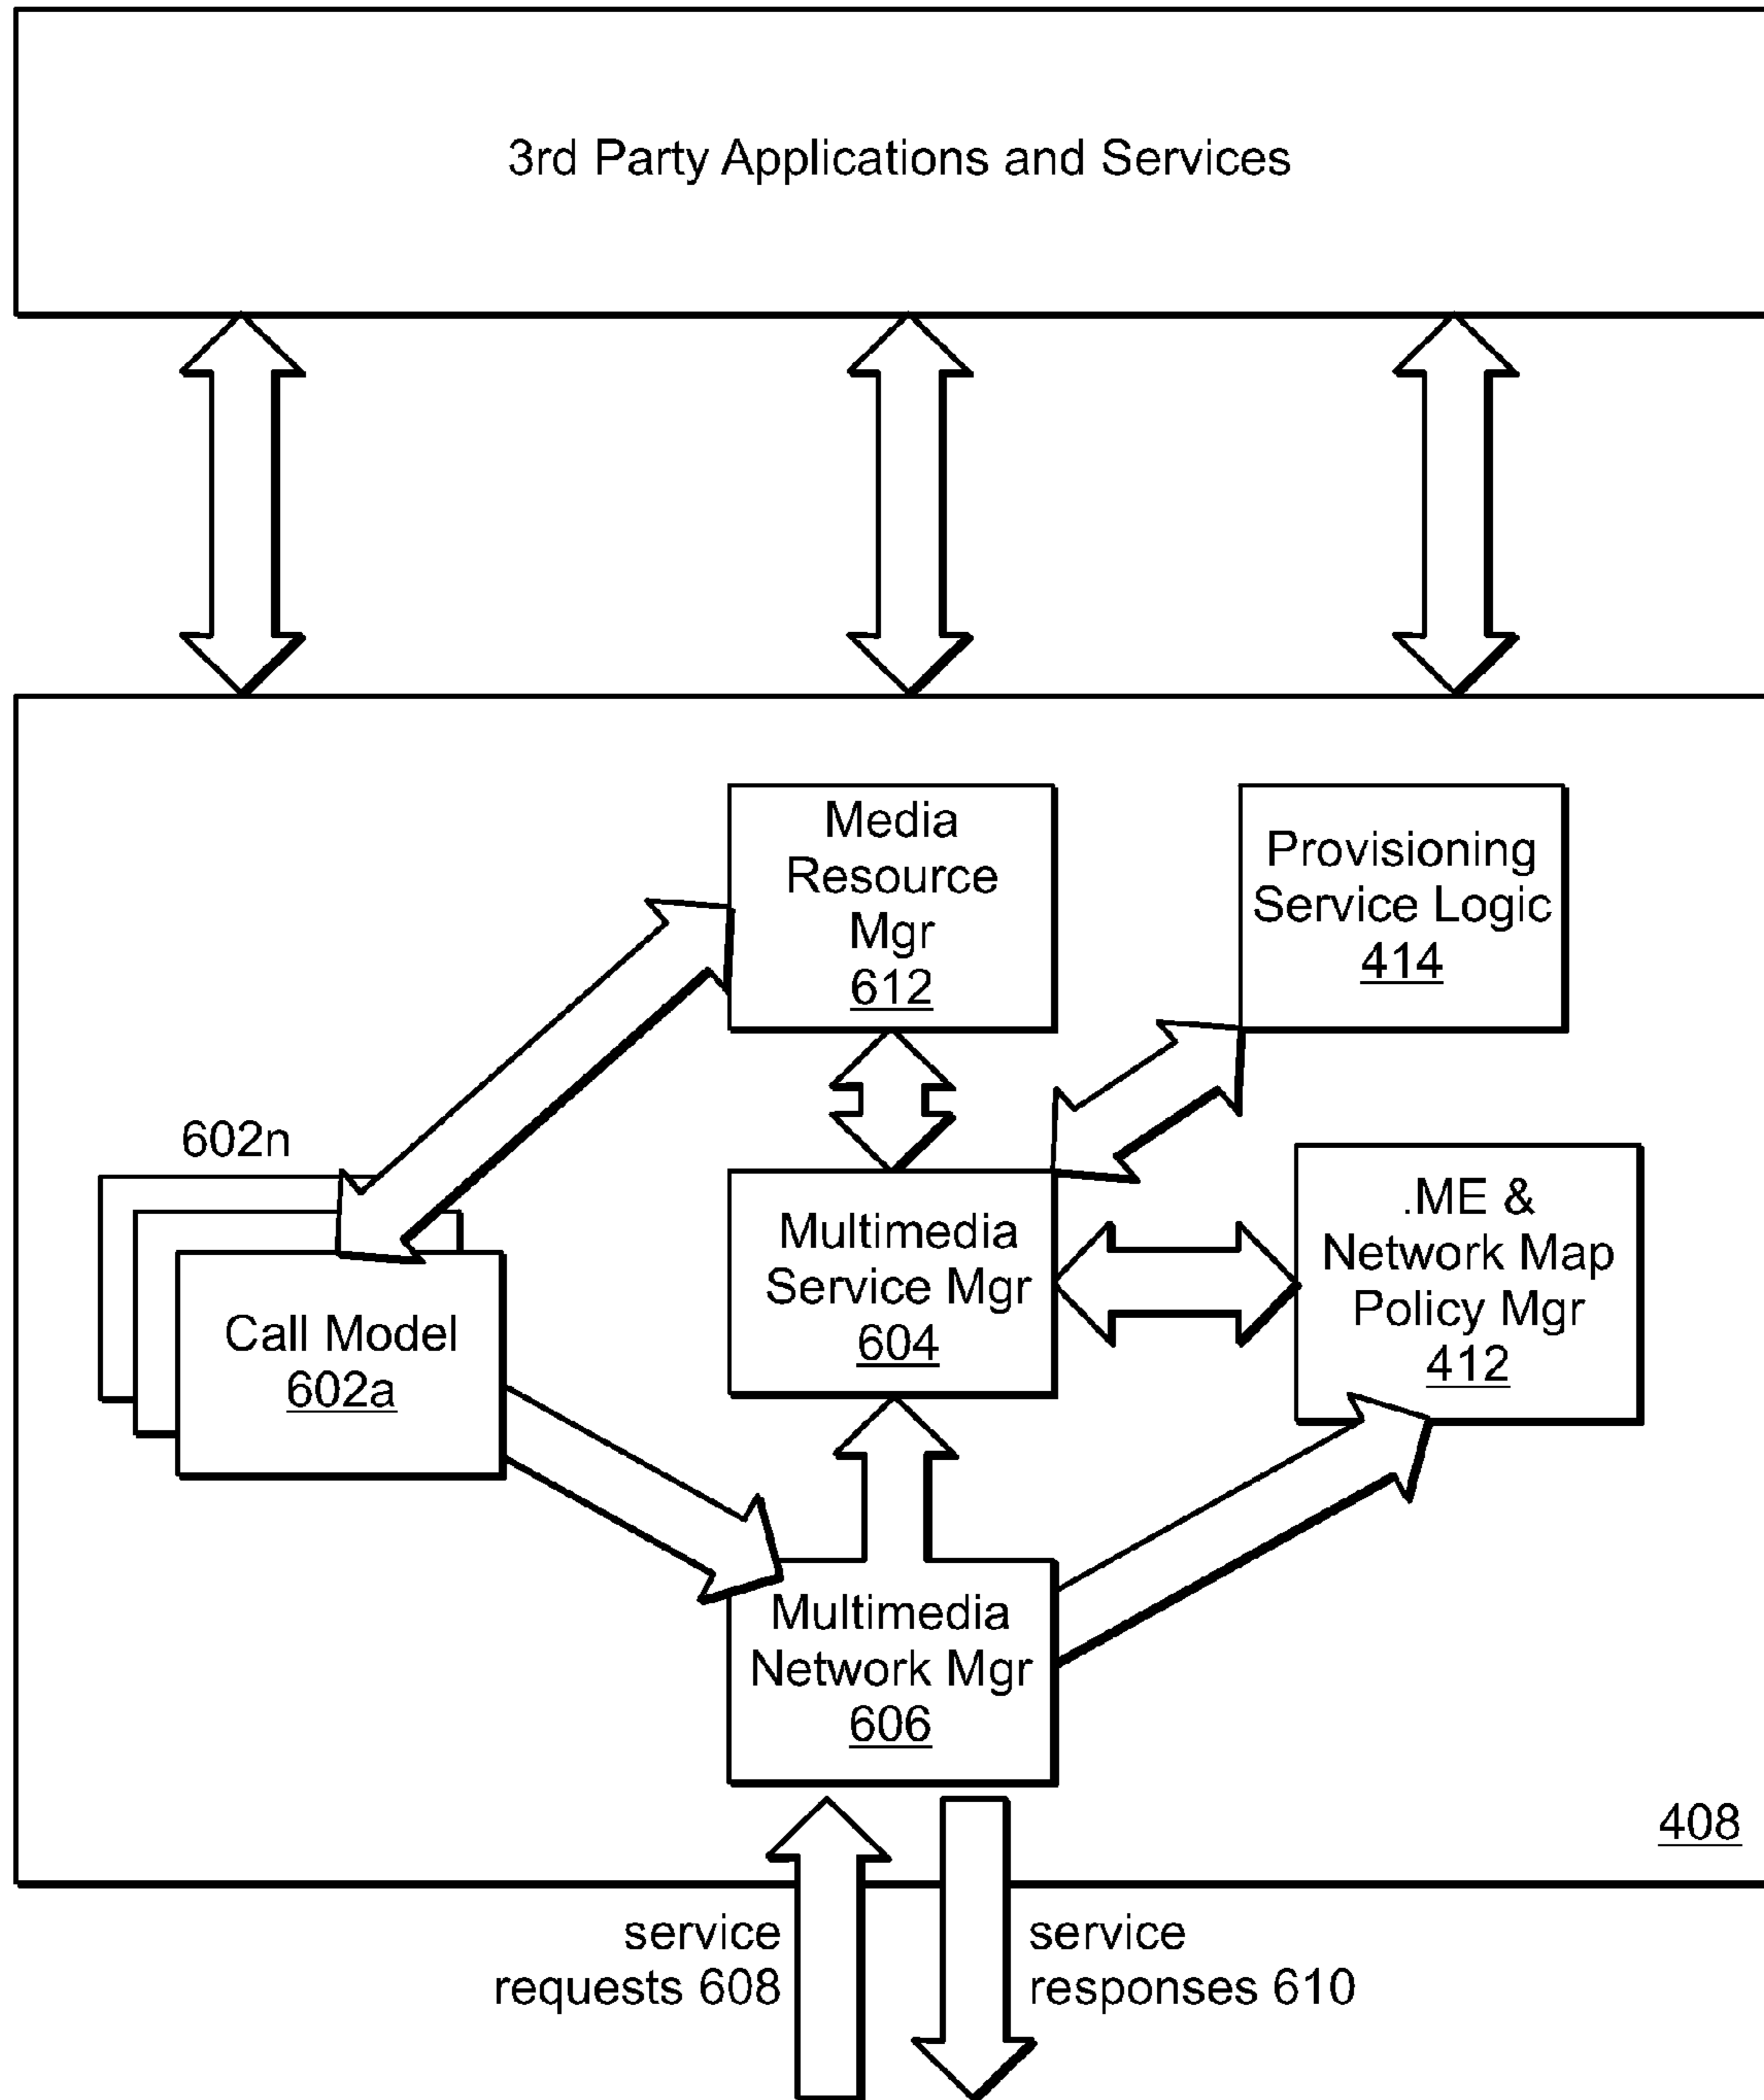 3rd Party Applications and Services
Media
Resource
Mgr
612
Provisioning
Service Logic
414
602n
Call Model
602a
Multimedia
Service Mgr
604
.ME &
Network Map
Policy Mgr
412
Multimedia
Network Mgr
606
408
service
requests 608
service
responses 610